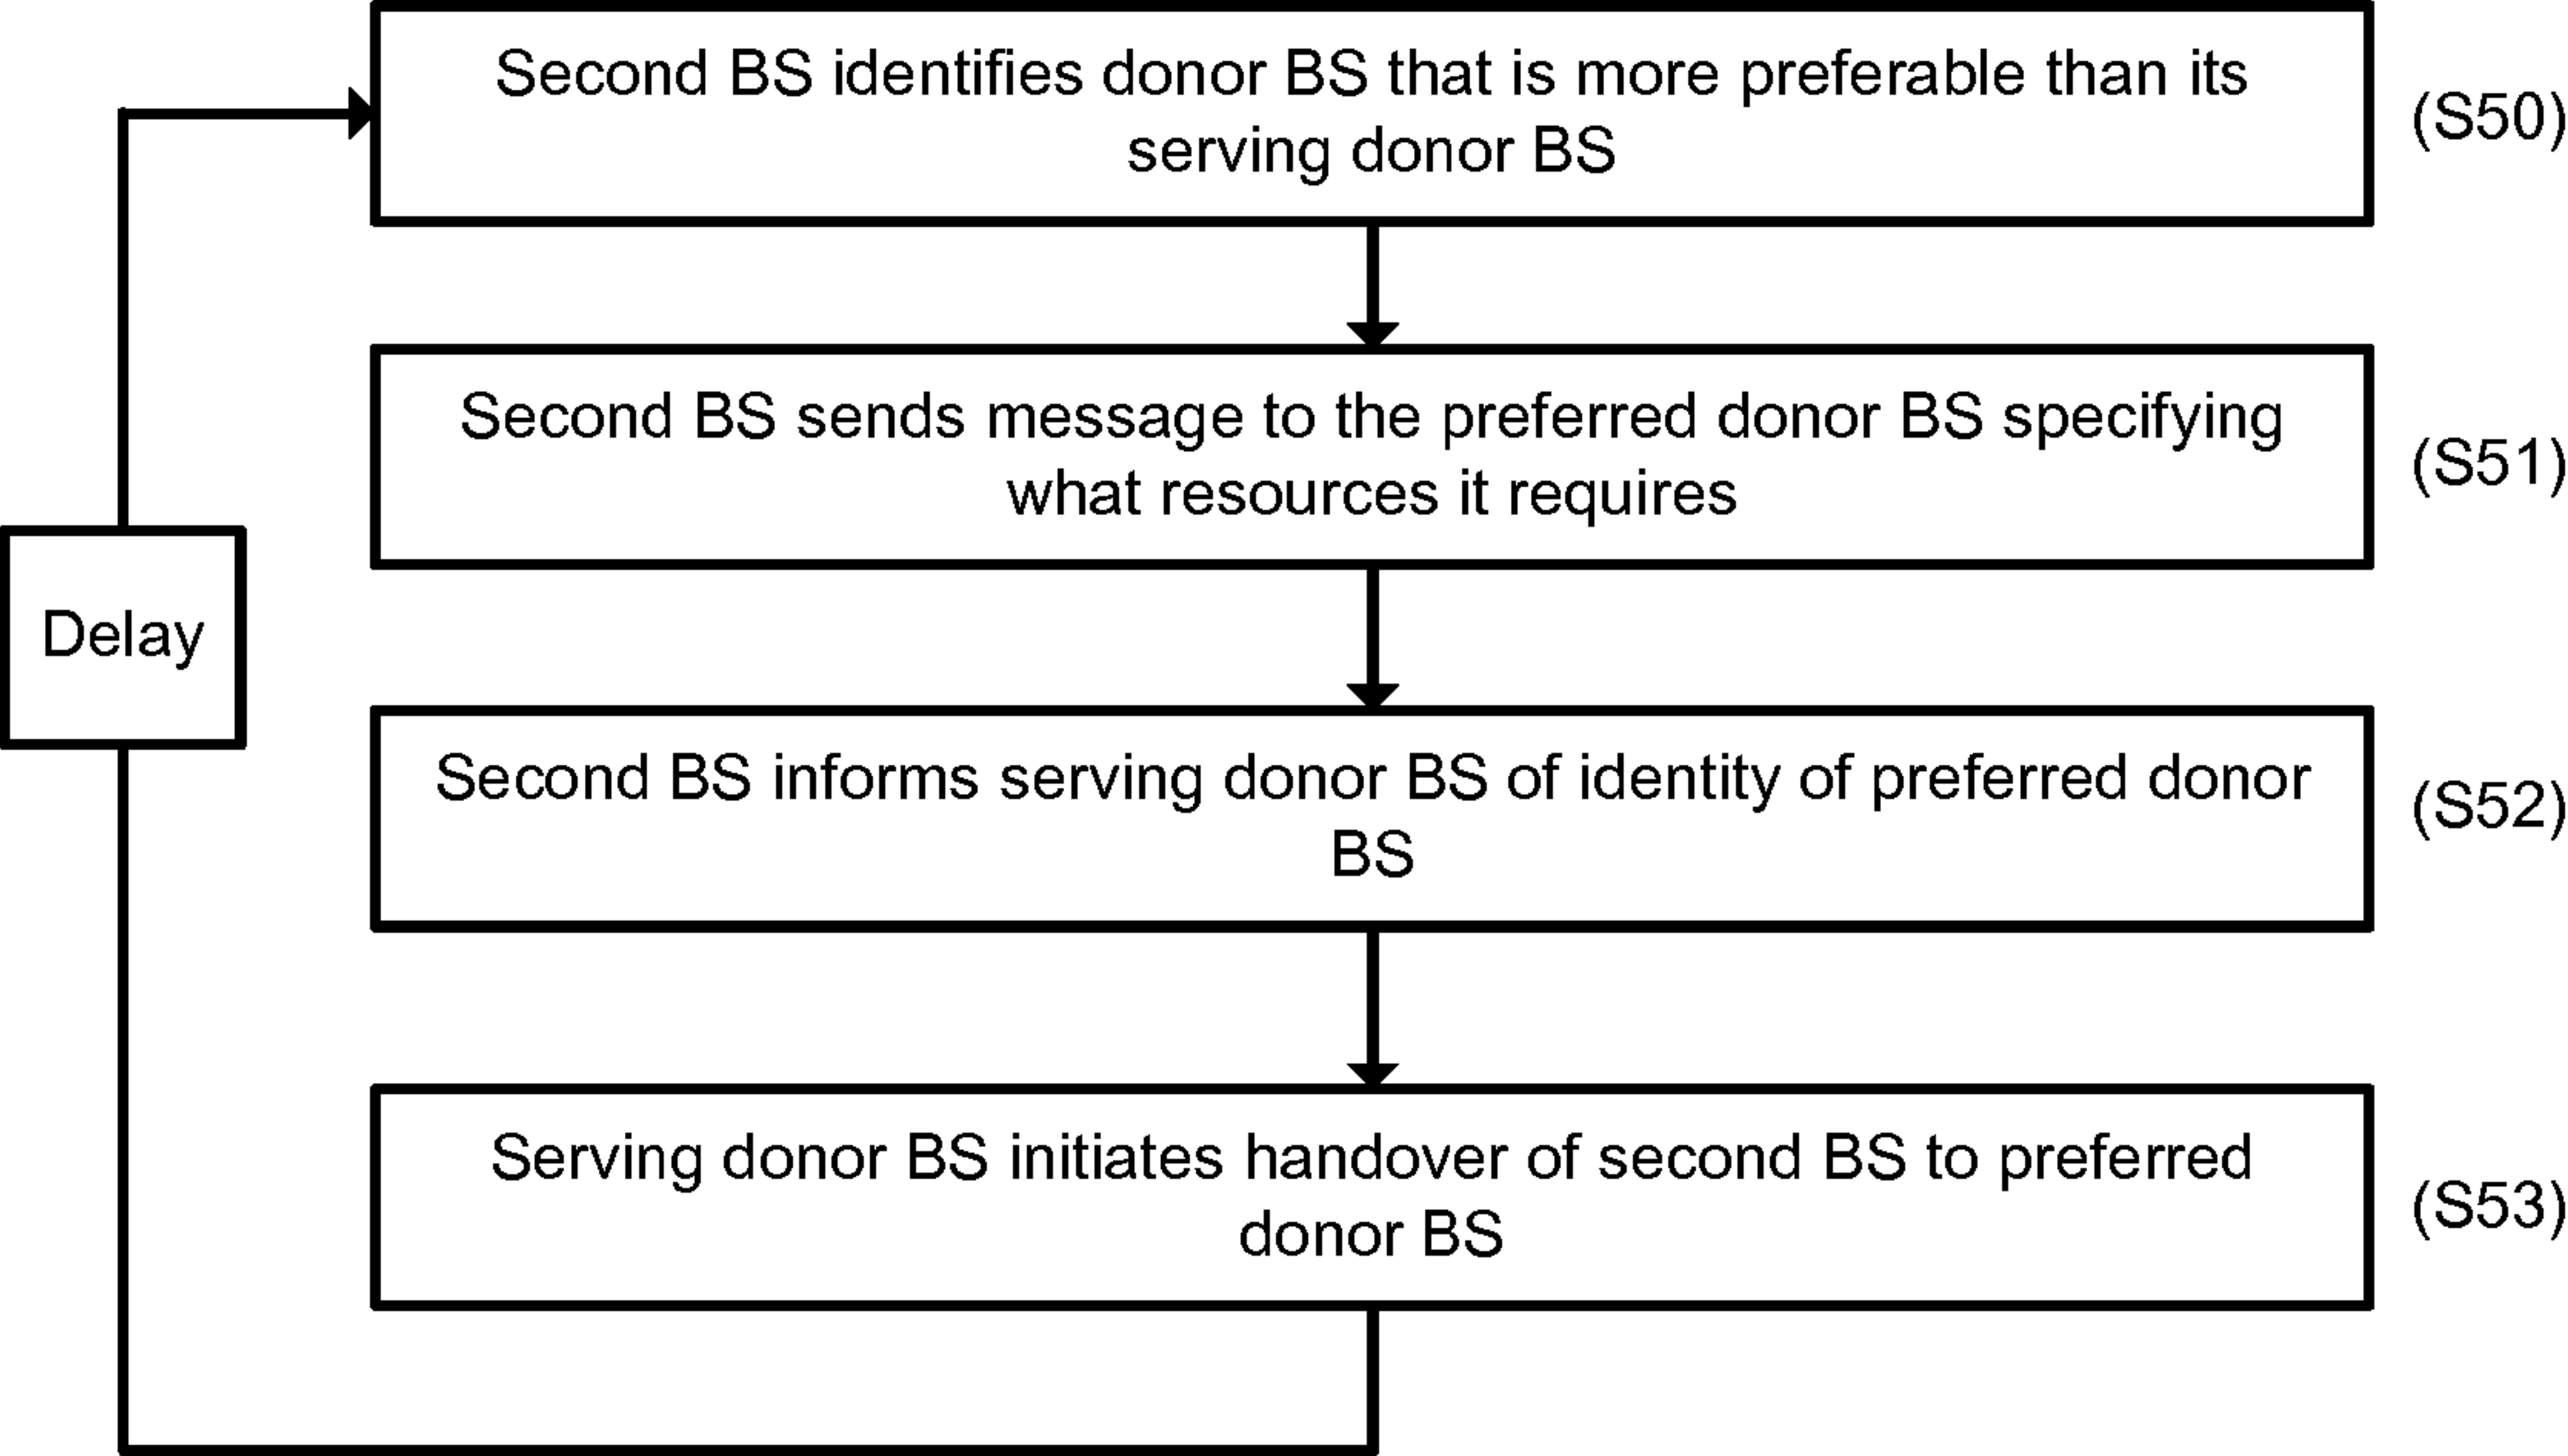 Second BS identifies donor BS that is more preferable than its
serving donor BS
(S50)
Second BS sends message to the preferred donor BS specifying
what resources it requires
(S51)
Delay
Second BS informs serving donor BS of identity of preferred donor
BS
(S52)
Serving donor BS initiates handover of second BS to preferred
donor BS
(S53)